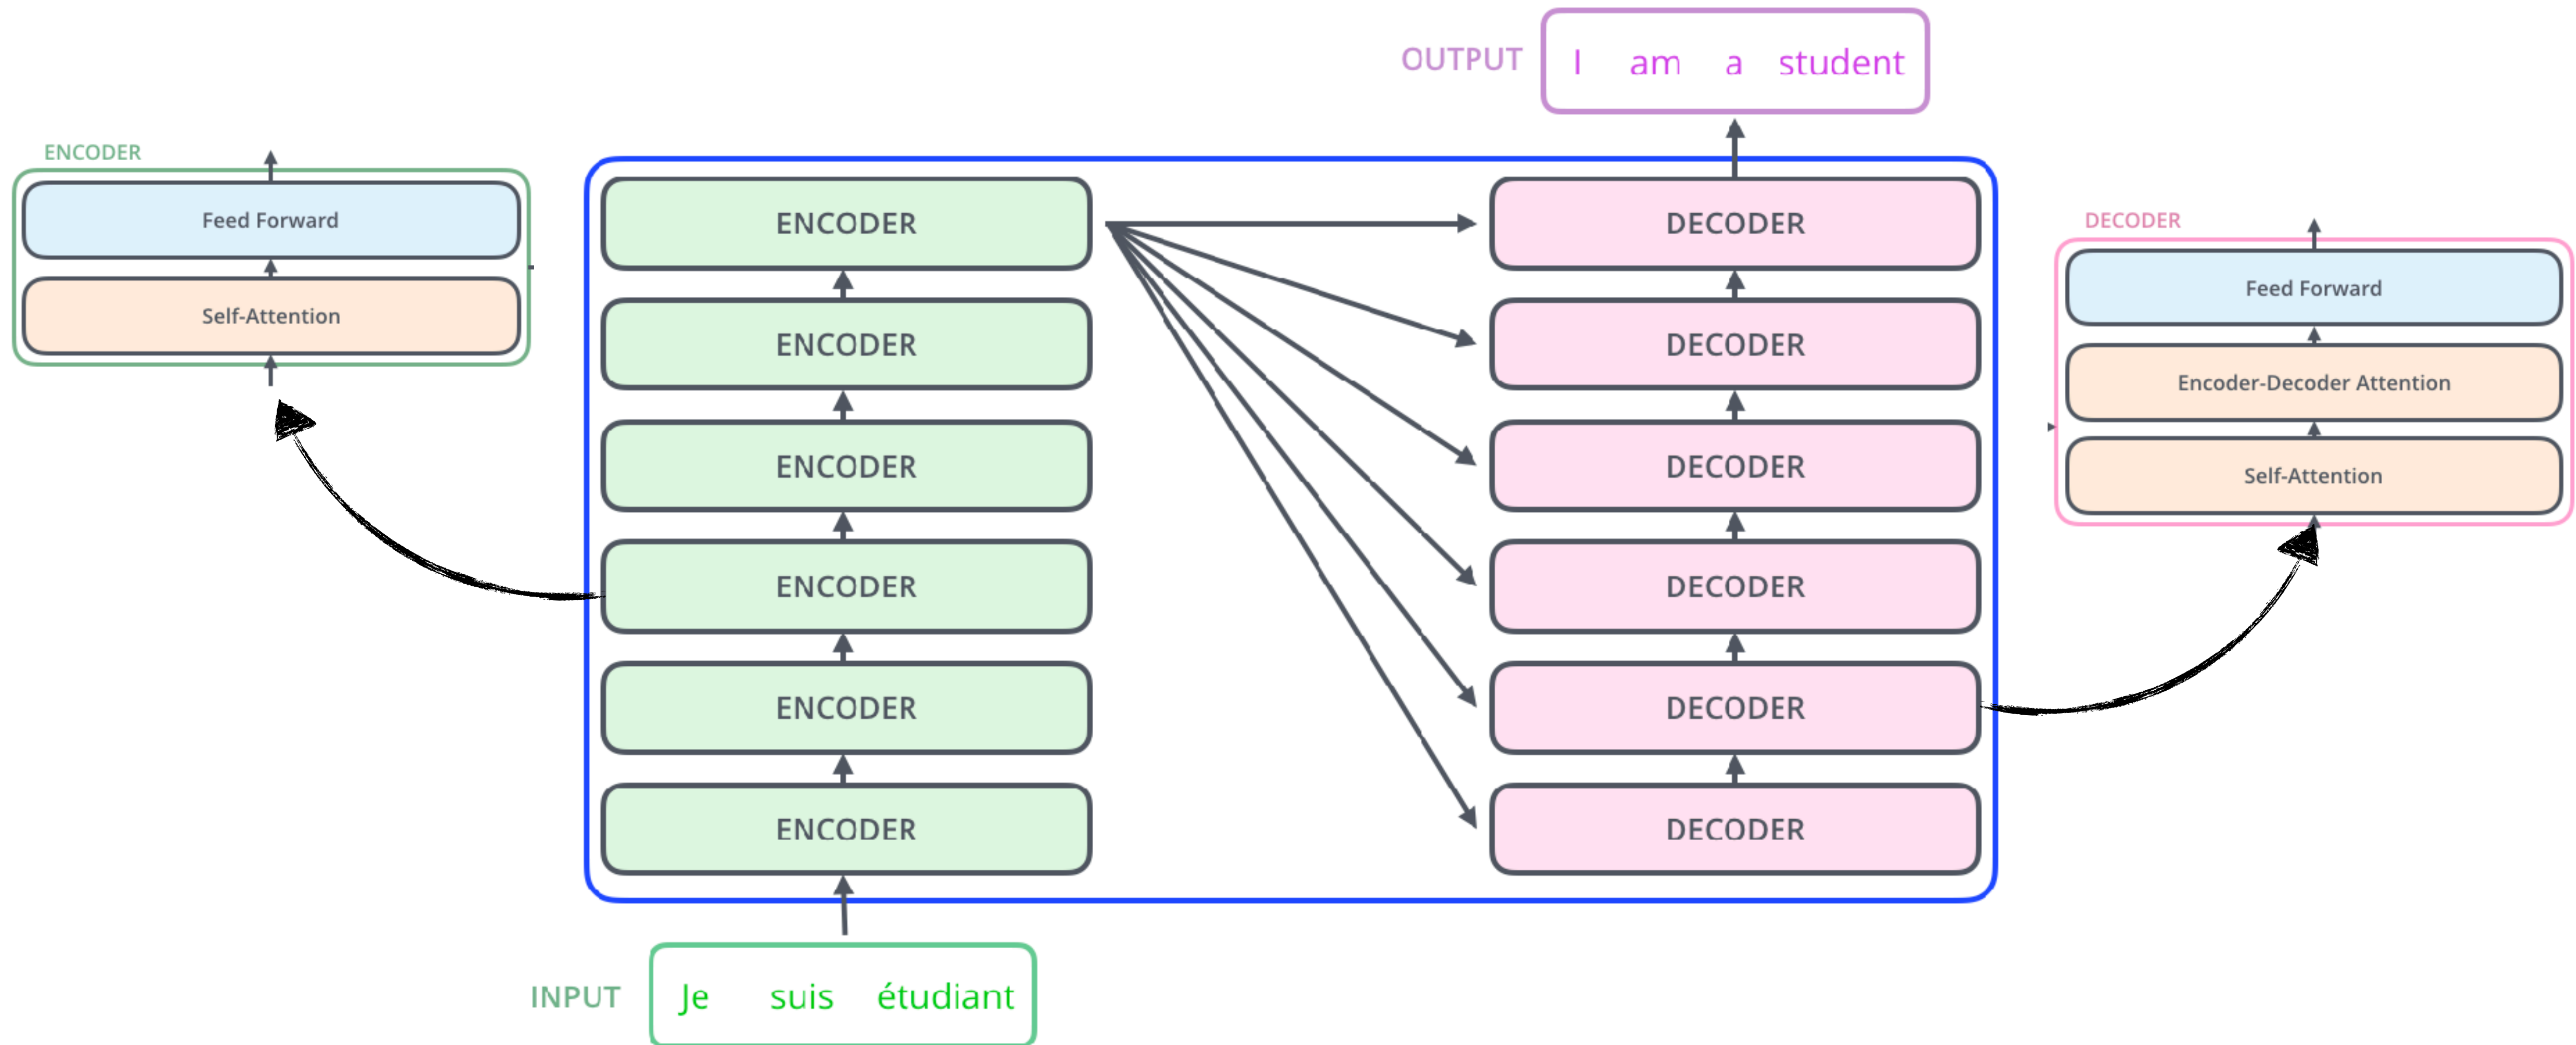 OUTPUT I am a student
ENCODER
Feed Forward
Self-Attention
ENCODER
ENCODER
ENCODER
ENCODER
ENCODER
ENCODER
DECODER
DECODER
DECODER
DECODER
DECODER
DECODER
DECODER
Feed Forward
Encoder-Decoder Attention
Self-Attention
INPUT Je suis étudiant